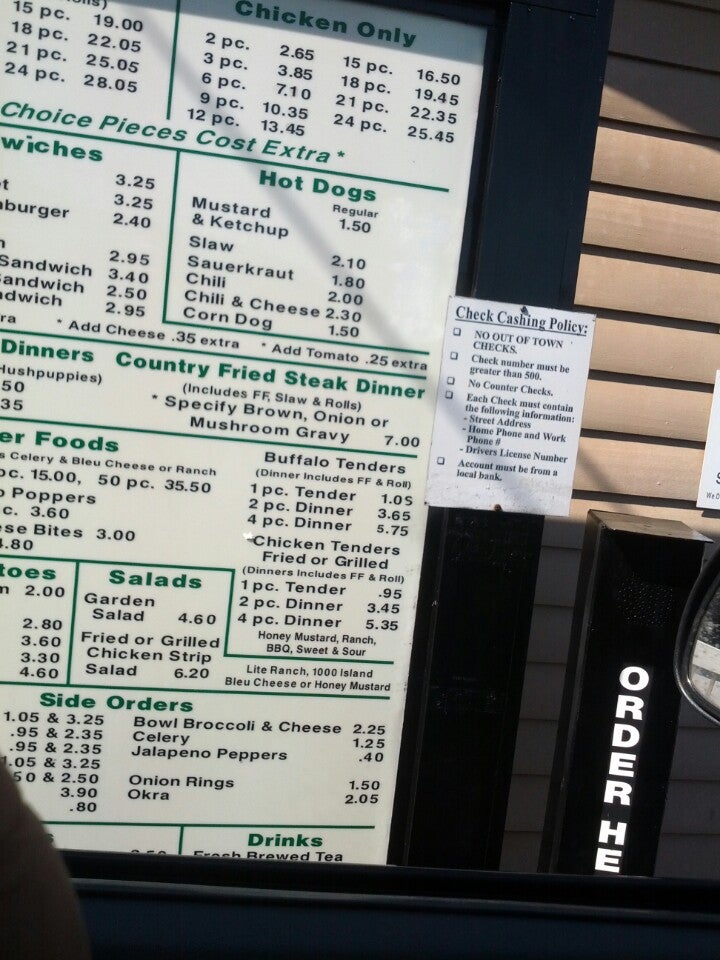 15 pc. 19.00
18 pc. 22.05
21 pc. 25.05
24 pc. 28.05
Chicken Only
2 pc. 2.65
3 pc. 3.85
6 pc. 7.10
9 pc. 10.35
12 pc. 13.45
15 pc. 16.50
18 pc. 19.45
21 pc. 22.35
24 pc. 25.45
Choice Pieces Cost Extra *
wiches
3.25
burger 3.25
2.40
Sandwich 2.95
Sandwich 3.40
ndwich 2.50
2.95
Hot Dogs
Regular
Mustard
& Ketchup 1.50
Slaw 2.10
Sauerkraut 1.80
Chili 2.00
Chili & Cheese 2.30
Corn Dog 1.50
* Add Cheese .35 extra * Add Tomato .25 extra
Dinners
Hushpuppies)
50
35
Country Fried Steak Dinner
(Includes FF, Slaw & Rolls)
* Specify Brown, Onion or
Mushroom Gravy 7.00
er Foods
Celery & Bleu Cheese or Ranch
pc. 15.00, 50 pc. 35.50
Poppers
c. 3.60
ese Bites 3.00
4.80
Buffalo Tenders
(Dinner Includes FF & Roll)
1 pc. Tender 1.05
2 pc. Dinner 3.65
4 pc. Dinner 5.75
*Chicken Tenders
Fried or Grilled
(Dinners Includes FF & Roll)
1 pc. Tender .95
2 pc. Dinner 3.45
4 pc. Dinner 5.35
Honey Mustard, Ranch,
BBQ, Sweet & Sour
toes
2.00
2.80
3.60
3.30
4.60
Salads
Garden
Salad 4.60
Fried or Grilled
Chicken Strip
Salad 6.20
Lite Ranch, 1000 Island
Bleu Cheese or Honey Mustard
Side Orders
1.05 & 3.25
.95 & 2.35
.95 & 2.35
1.05 & 3.25
50 & 2.50
3.90
.80
Bowl Broccoli & Cheese 2.25
Celery 1.25
Jalapeno Peppers .40
Onion Rings 1.50
Okra 2.05
Drinks
Fresh Brewed Tea
Check Cashing Policy:
NO OUT OF TOWN
CHECKS.
Check number must be
greater than 500.
No Counter Checks.
Each Check must contain
the following information:
- Street Address
- Home Phone and Work
Phone #
- Drivers License Number
Account must be from a
local bank.
ORDER HE